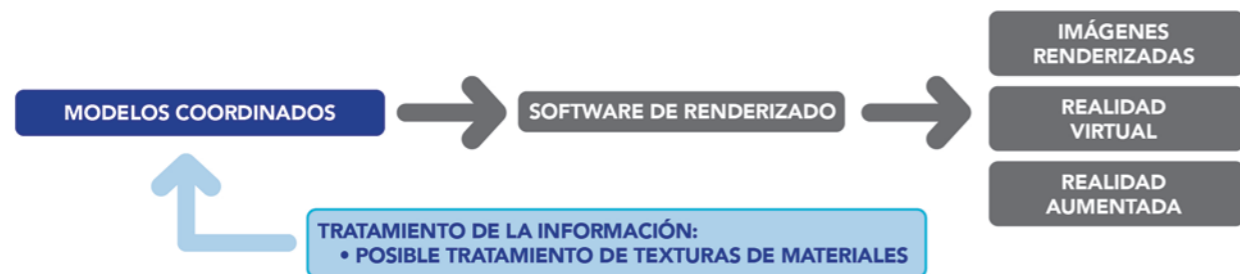 MODELOS COORDINADOS
SOFTWARE DE RENDERIZADO
IMÁGENES
RENDERIZADAS
REALIDAD
VIRTUAL
REALIDAD
AUMENTADA
TRATAMIENTO DE LA INFORMACIÓN:
• POSIBLE TRATAMIENTO DE TEXTURAS DE MATERIALES